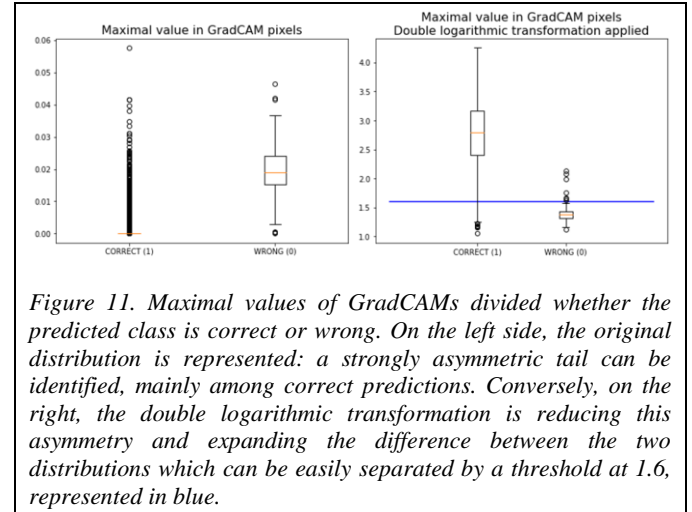 Maximal value in GradCAM pixels
0.06
0.05
0.04
0.03
0.02
0.01
0.00
CORRECT (1)
WRONG (0)
Maximal value in GradCAM pixels
Double logarithmic transformation applied
4.0
3.5
3.0
2.5
2.0
1.5
1.0
CORRECT (1)
WRONG (0)
Figure 11. Maximal values of GradCAMs divided whether the
predicted class is correct or wrong. On the left side, the original
distribution is represented: a strongly asymmetric tail can be
identified, mainly among correct predictions. Conversely, on the
right, the double logarithmic transformation is reducing this
asymmetry and expanding the difference between the two
distributions which can be easily separated by a threshold at 1.6,
represented in blue.